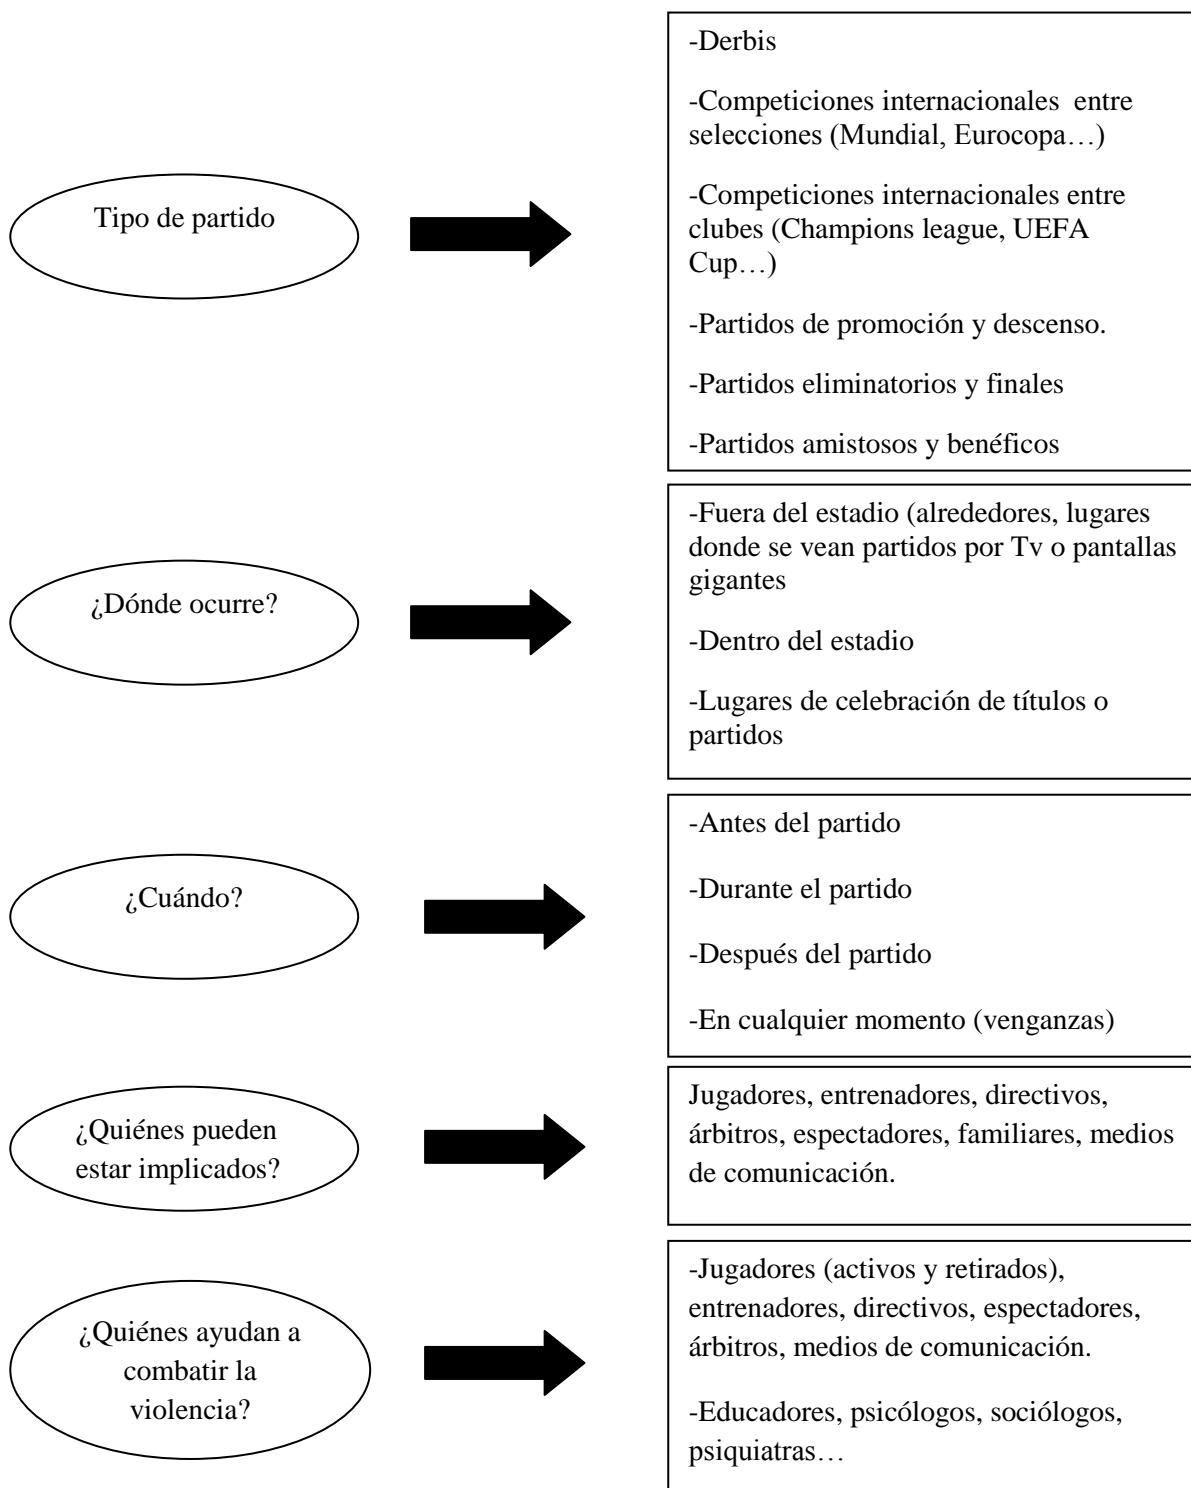 Tipo de partido
-Derbis
-Competiciones internacionales entre
selecciones (Mundial, Eurocopa…)
-Competiciones internacionales entre
clubes (Champions league, UEFA
Cup…)
-Partidos de promoción y descenso.
-Partidos eliminatorios y finales
-Partidos amistosos y benéficos
¿Dónde ocurre?
-Fuera del estadio (alrededores, lugares
donde se vean partidos por Tv o pantallas
gigantes
-Dentro del estadio
-Lugares de celebración de títulos o
partidos
¿Cuándo?
-Antes del partido
-Durante el partido
-Después del partido
-En cualquier momento (venganzas)
¿Quiénes pueden
estar implicados?
Jugadores, entrenadores, directivos,
árbitros, espectadores, familiares, medios
de comunicación.
¿Quiénes ayudan a
combatir la
violencia?
-Jugadores (activos y retirados),
entrenadores, directivos, espectadores,
árbitros, medios de comunicación.
-Educadores, psicólogos, sociólogos,
psiquiatras…